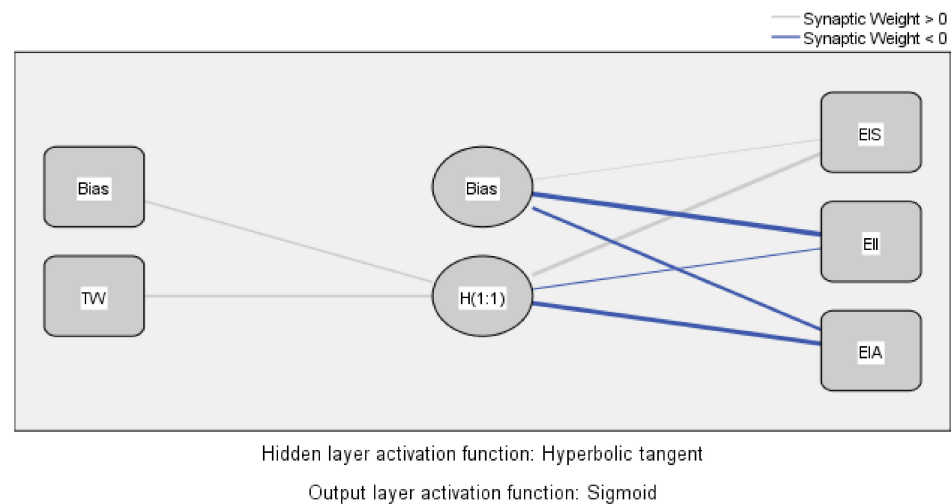 Synaptic Weight > 0
Synaptic Weight < 0
EIS
Bias
Bias
EII
TW
H(1:1)
EIA
Hidden layer activation function: Hyperbolic tangent
Output layer activation function: Sigmoid